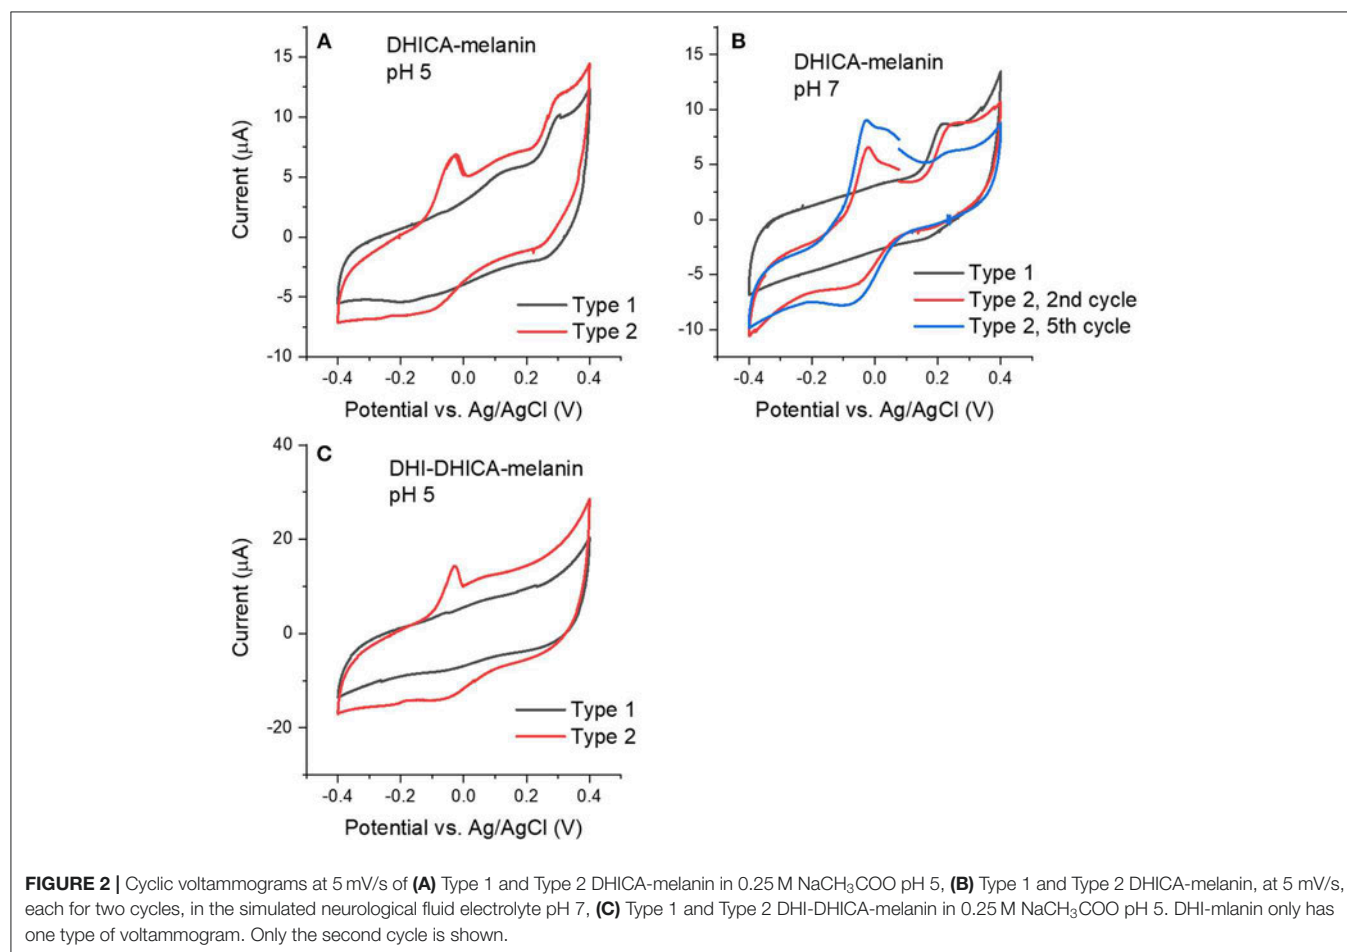 A
DHICA-melanin
pH 5
15
10
5
0
-5
-10
Current (µA)
Type 1
Type 2
-0.4 -0.2 0.0 0.2 0.4
Potential vs. Ag/AgCl (V)
B
DHICA-melanin
pH 7
15
10
5
0
-5
-10
Type 1
Type 2, 2nd cycle
Type 2, 5th cycle
-0.4 -0.2 0.0 0.2 0.4
Potential vs. Ag/AgCl (V)
C
DHI-DHICA-melanin
pH 5
40
20
0
-20
Current (µA)
Type 1
Type 2
-0.4 -0.2 0.0 0.2 0.4
Potential vs. Ag/AgCl (V)
FIGURE 2 | Cyclic voltammograms at 5 mV/s of (A) Type 1 and Type 2 DHICA-melanin in 0.25 M NaCH₃COO pH 5, (B) Type 1 and Type 2 DHICA-melanin, at 5 mV/s,
each for two cycles, in the simulated neurological fluid electrolyte pH 7, (C) Type 1 and Type 2 DHI-DHICA-melanin in 0.25 M NaCH₃COO pH 5. DHI-mlanin only has
one type of voltammogram. Only the second cycle is shown.